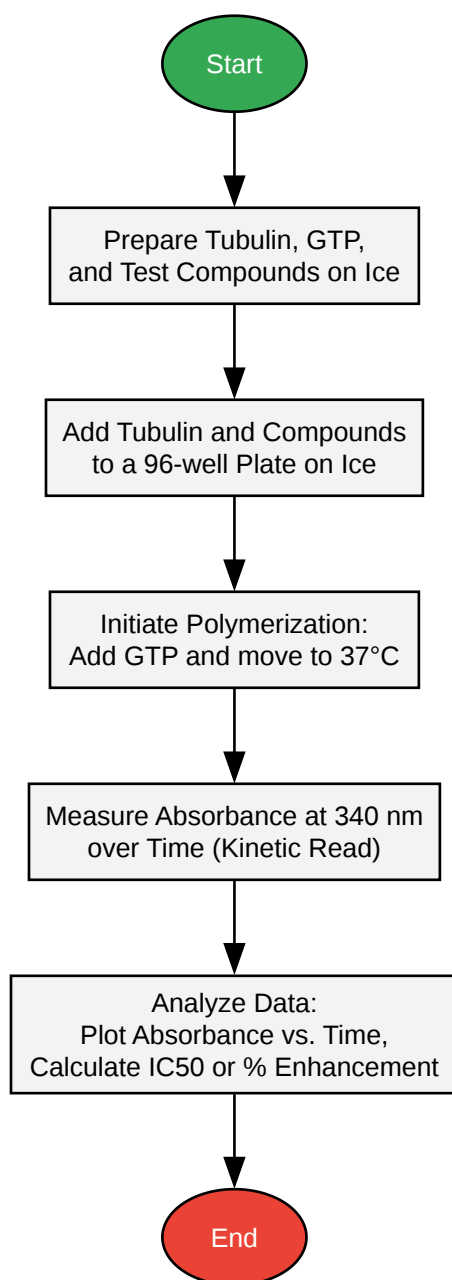 Start
Prepare Tubulin, GTP,
and Test Compounds on Ice
Add Tubulin and Compounds
to a 96-well Plate on Ice
Initiate Polymerization:
Add GTP and move to 37°C
Measure Absorbance at 340 nm
over Time (Kinetic Read)
Analyze Data:
Plot Absorbance vs. Time,
Calculate IC50 or % Enhancement
End